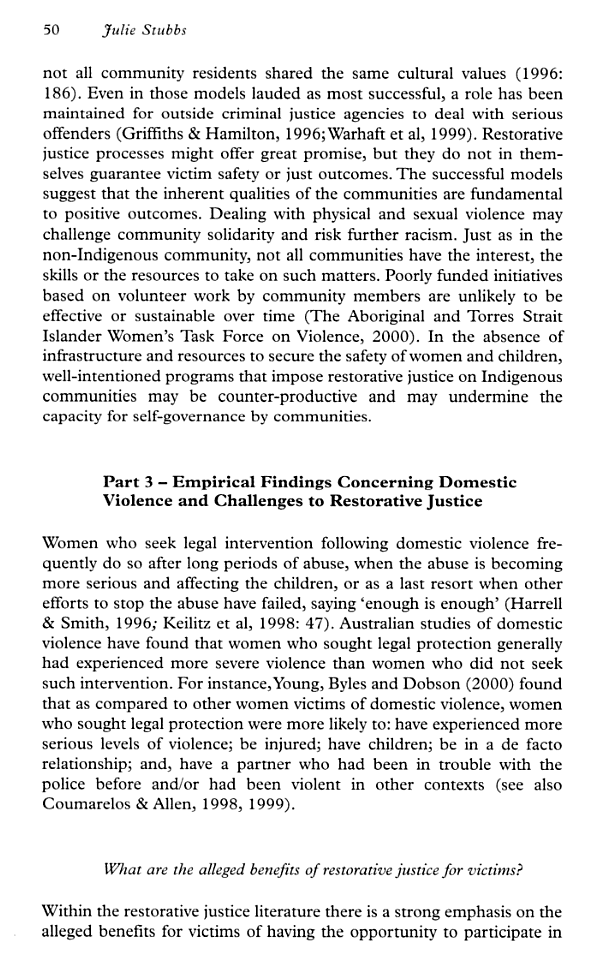 50 Julie Stubbs
not all community residents shared the same cultural values (1996:
186). Even in those models lauded as most successful, a role has been
maintained for outside criminal justice agencies to deal with serious
offenders (Griffiths & Hamilton, 1996; Warhaft et al, 1999). Restorative
justice processes might offer great promise, but they do not in them-
selves guarantee victim safety or just outcomes. The successful models
suggest that the inherent qualities of the communities are fundamental
to positive outcomes. Dealing with physical and sexual violence may
challenge community solidarity and risk further racism. Just as in the
non-Indigenous community, not all communities have the interest, the
skills or the resources to take on such matters. Poorly funded initiatives
based on volunteer work by community members are unlikely to be
effective or sustainable over time (The Aboriginal and Torres Strait
Islander Women's Task Force on Violence, 2000). In the absence of
infrastructure and resources to secure the safety of women and children,
well-intentioned programs that impose restorative justice on Indigenous
communities may be counter-productive and may undermine the
capacity for self-governance by communities.
Part 3 – Empirical Findings Concerning Domestic
Violence and Challenges to Restorative Justice
Women who seek legal intervention following domestic violence fre-
quently do so after long periods of abuse, when the abuse is becoming
more serious and affecting the children, or as a last resort when other
efforts to stop the abuse have failed, saying 'enough is enough' (Harrell
& Smith, 1996; Keilitz et al, 1998: 47). Australian studies of domestic
violence have found that women who sought legal protection generally
had experienced more severe violence than women who did not seek
such intervention. For instance, Young, Byles and Dobson (2000) found
that as compared to other women victims of domestic violence, women
who sought legal protection were more likely to: have experienced more
serious levels of violence; be injured; have children; be in a de facto
relationship; and, have a partner who had been in trouble with the
police before and/or had been violent in other contexts (see also
Coumarelos & Allen, 1998, 1999).
What are the alleged benefits of restorative justice for victims?
Within the restorative justice literature there is a strong emphasis on the
alleged benefits for victims of having the opportunity to participate in